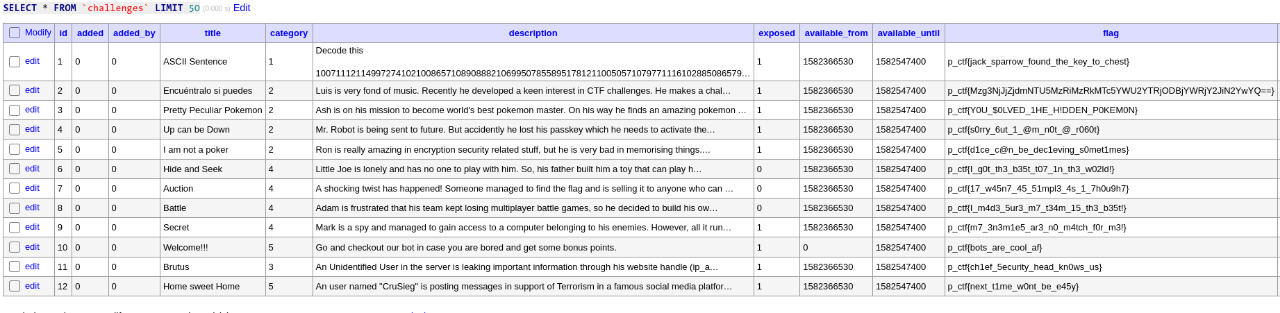 SELECT * FROM `challenges` LIMIT 50 (0.000 s) Edit
Modify id added added_by title category description exposed available_from available_until flag
edit 1 0 0 ASCII Sentence 1 Decode this 1 1582366530 1582547400 p_ctf{jack_sparrow_found_the_key_to_chest}
edit 2 0 0 Encuéntralo si puedes 2 Luis is very fond of music. Recently he developed a keen interest in CTF challenges. He makes a chal… 1 1582366530 1582547400 p_ctf{Mzg3NjJjZjdmNTU5MzRiMzRkMTc5YWU2YTRjODBjYWRjY2JiN2YwYQ==}
edit 3 0 0 Pretty Peculiar Pokemon 2 Ash is on his mission to become world's best pokemon master. On his way he finds an amazing pokemon … 1 1582366530 1582547400 p_ctf{Y0U_$0LVED_1HE_H!DDEN_P0KEM0N}
edit 4 0 0 Up can be Down 2 Mr. Robot is being sent to future. But accidently he lost his passkey which he needs to activate the… 1 1582366530 1582547400 p_ctf{s0rry_6ut_1_@m_n0t_@_r060t}
edit 5 0 0 I am not a poker 2 Ron is really amazing in encryption security related stuff, but he is very bad in memorising things.… 1 1582366530 1582547400 p_ctf{d1ce_c@n_be_dec1eving_s0met1mes}
edit 6 0 0 Hide and Seek 4 Little Joe is lonely and has no one to play with him. So, his father built him a toy that can play h… 0 1582366530 1582547400 p_ctf{I_g0t_th3_b35t_t07_1n_th3_w02ld!}
edit 7 0 0 Auction 4 A shocking twist has happened! Someone managed to find the flag and is selling it to anyone who can … 0 1582366530 1582547400 p_ctf{17_w45n7_45_51mpl3_4s_1_7h0u9h7}
edit 8 0 0 Battle 4 Adam is frustrated that his team kept losing multiplayer battle games, so he decided to build his ow… 0 1582366530 1582547400 p_ctf{I_m4d3_5ur3_m7_t34m_15_th3_b35t!}
edit 9 0 0 Secret 4 Mark is a spy and managed to gain access to a computer belonging to his enemies. However, all it run… 1 1582366530 1582547400 p_ctf{m7_3n3m1e5_ar3_n0_m4tch_f0r_m3!}
edit 10 0 0 Welcome!!! 5 Go and checkout our bot in case you are bored and get some bonus points. 1 0 1582547400 p_ctf{bots_are_cool_af}
edit 11 0 0 Brutus 3 An Unidentified User in the server is leaking important information through his website handle (ip_a… 1 1582366530 1582547400 p_ctf{ch1ef_5ecurity_head_kn0ws_us}
edit 12 0 0 Home sweet Home 5 An user named "CruSieg" is posting messages in support of Terrorism in a famous social media platfor… 1 1582366530 1582547400 p_ctf{next_t1me_w0nt_be_e45y}